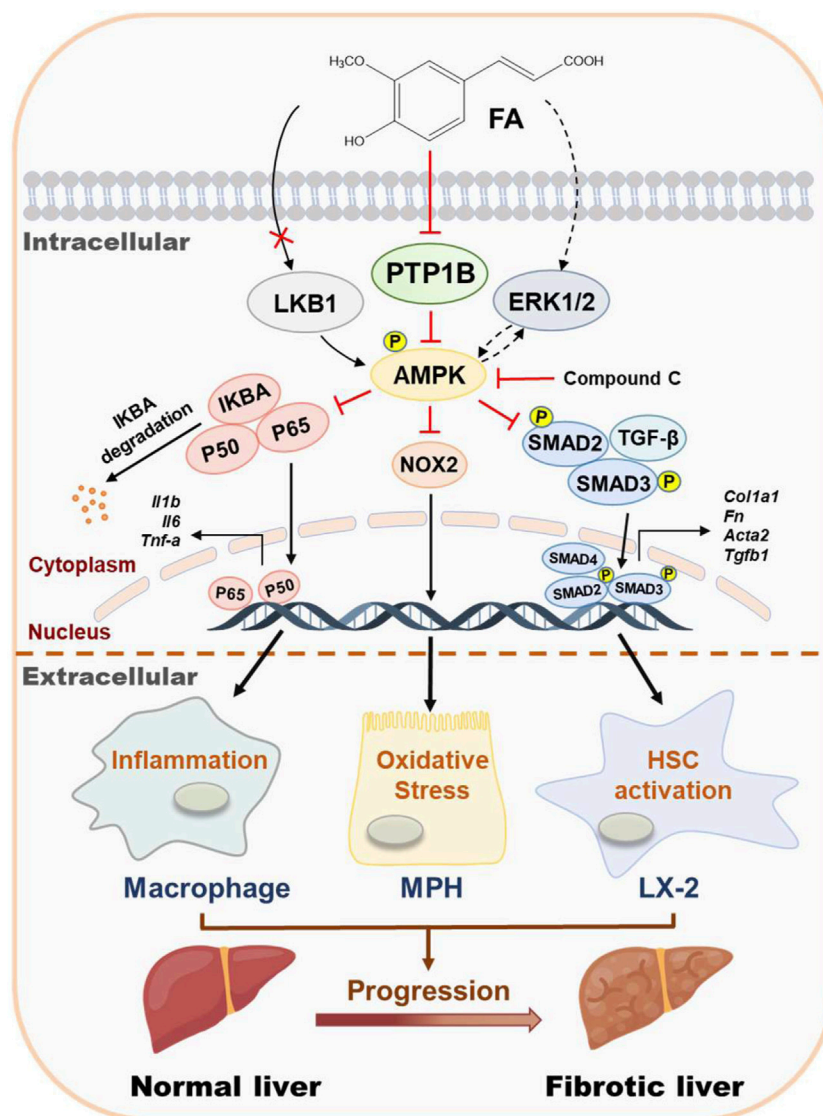 H₃CO
COOH
HO
FA
Intracellular
PTP1B
LKB1
ERK1/2
P
AMPK
Compound C
IKBA
degradation
IKBA
P50
P65
NOX2
P
SMAD2
TGF-β
SMAD3
P
Il1b
Il6
Tnf-a
Col1a1
Fn
Acta2
Tgfb1
Cytoplasm
P65
P50
SMAD4
P
P
SMAD2
SMAD3
Nucleus
Extracellular
Inflammation
Oxidative
Stress
HSC
activation
Macrophage
MPH
LX-2
Progression
Normal liver
Fibrotic liver